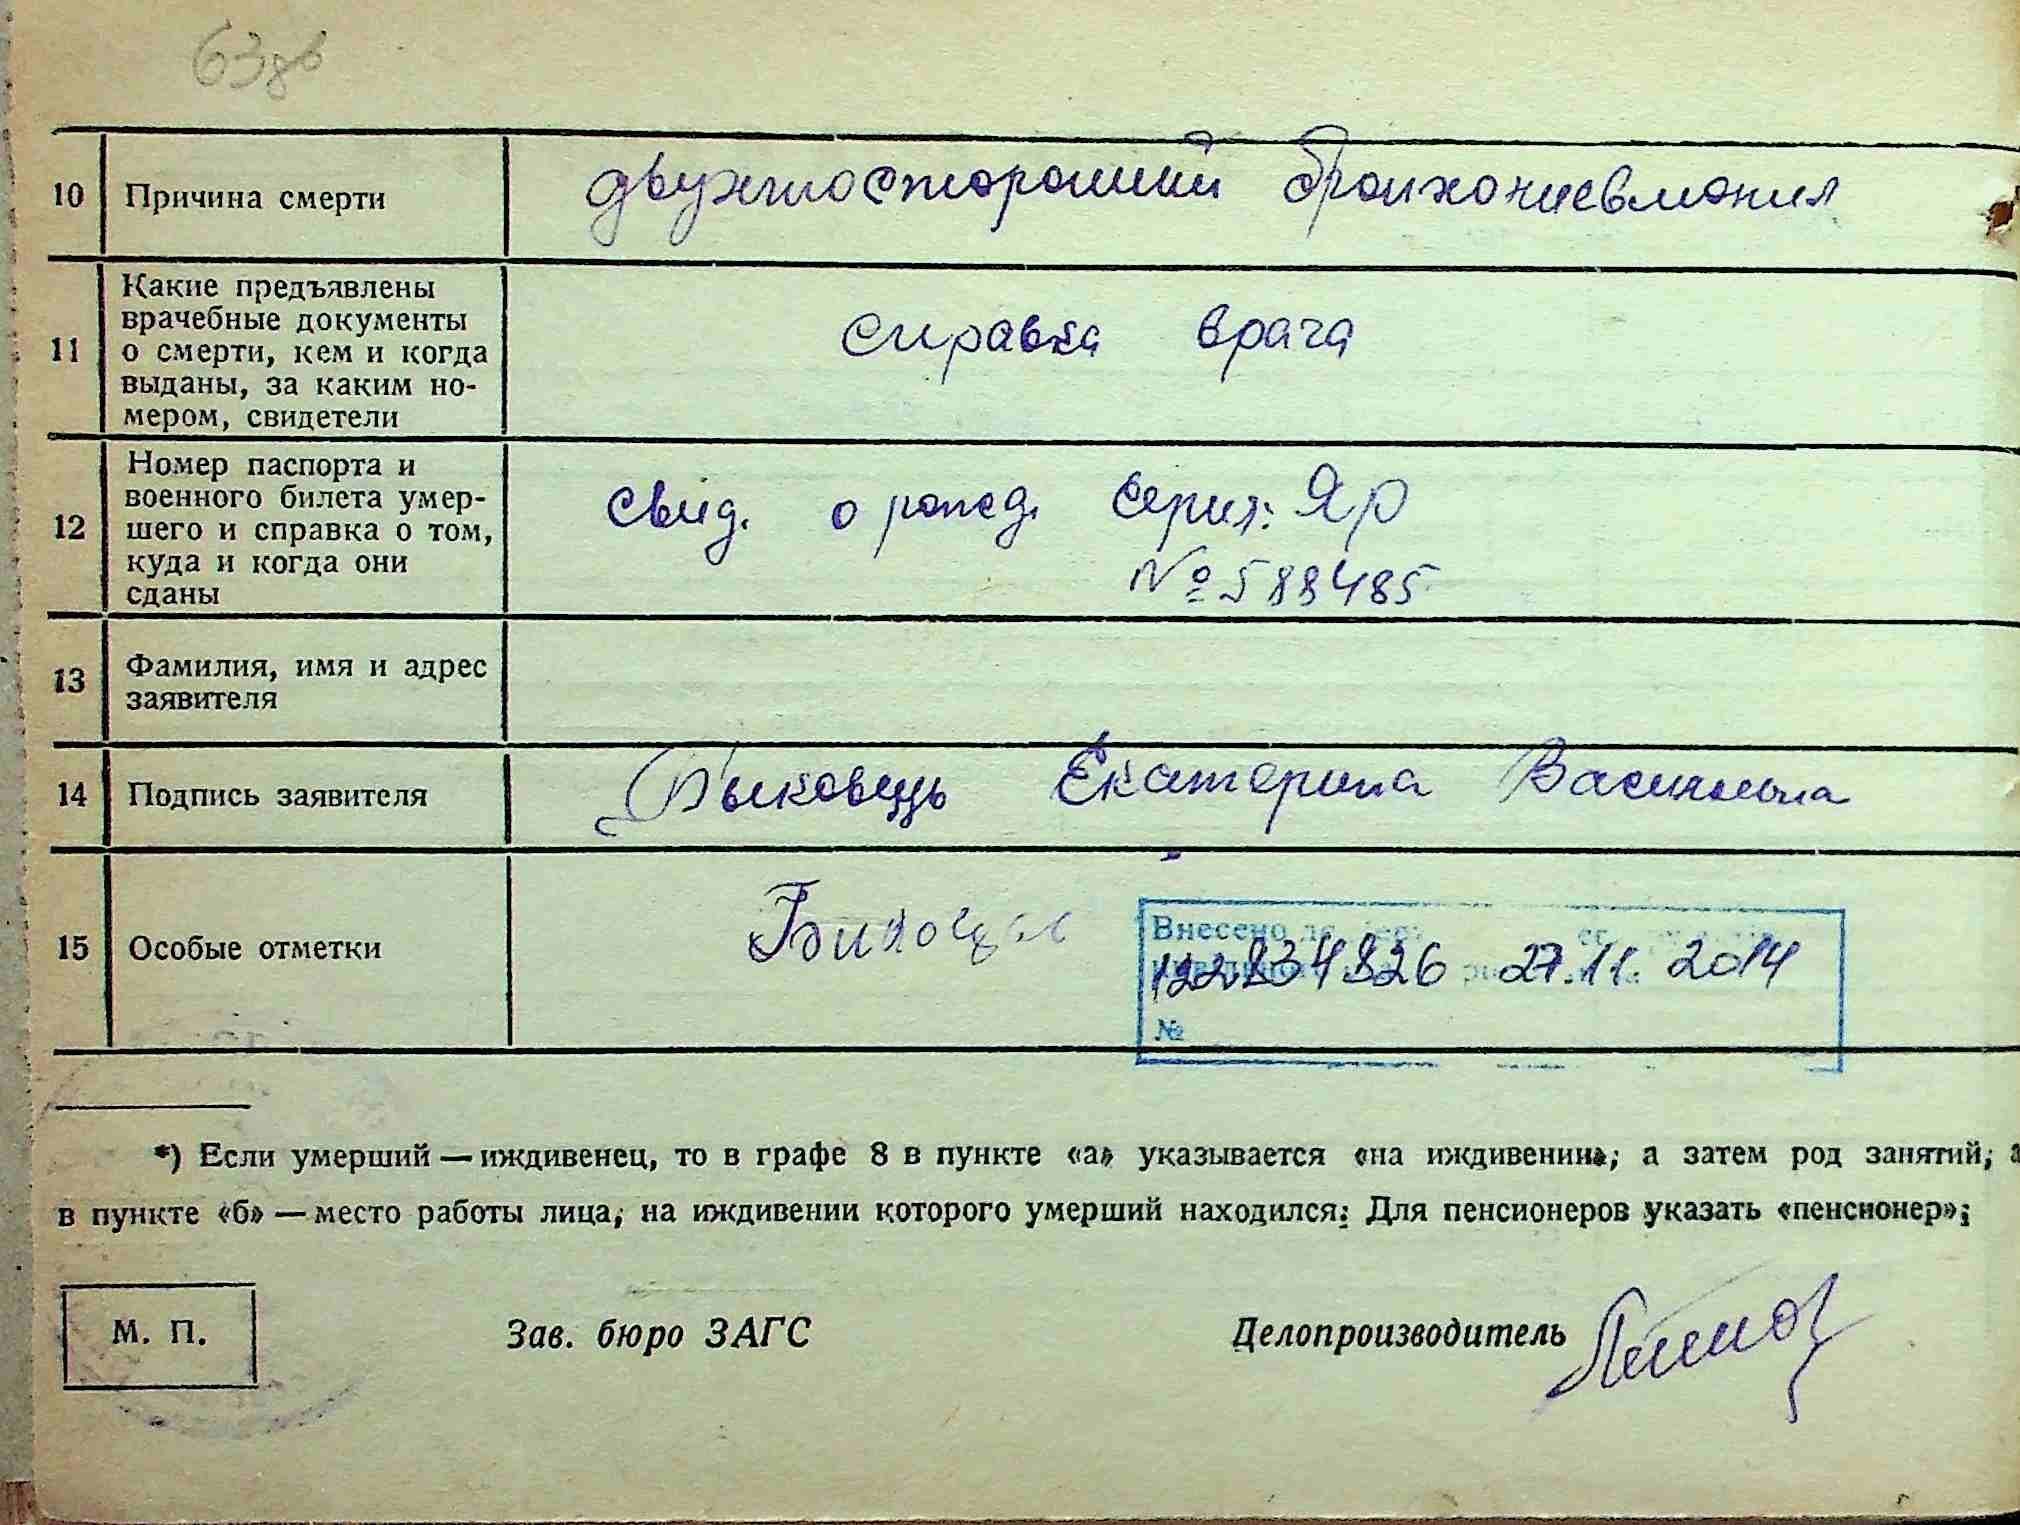 10 Причина смерти двухстороний бронхопневмония
11 Какие предъявлены
врачебные документы
о смерти, кем и когда
выданы, за каким но-
мером, свидетели
справка врача
12 Номер паспорта и
военного билета умер-
шего и справка о том,
куда и когда они
сданы
свид. о рожд. серия: ЯР
№ 588485
13 Фамилия, имя и адрес
заявителя
14 Подпись заявителя Быковець Екатерина Васильевна
15 Особые отметки
Внесено
122834826 27.11. 2014
№
*) Если умерший — иждивенец, то в графе 8 в пункте «а» указывается «на иждивении»; а затем род занятий; а
в пункте «б» — место работы лица, на иждивении которого умерший находился: Для пенсионеров указать «пенсионер»;
М. П. Зав. бюро ЗАГС Делопроизводитель